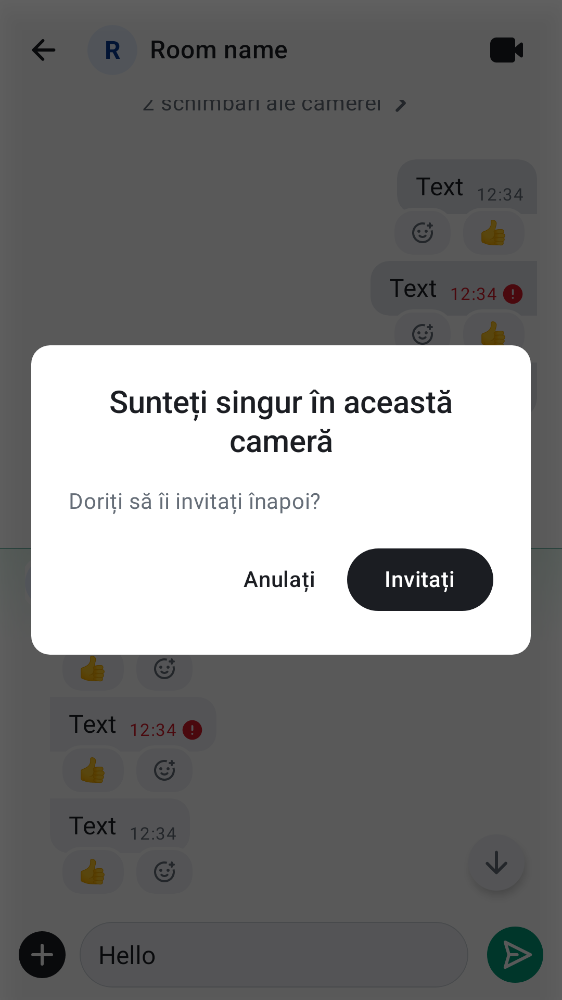 R Room name
2 schimbări ale camerei
Text 12:34
Text 12:34
Sunteți singur în această
cameră
Doriți să îi invitați înapoi?
Anulați Invitați
Text 12:34
Text 12:34
Hello